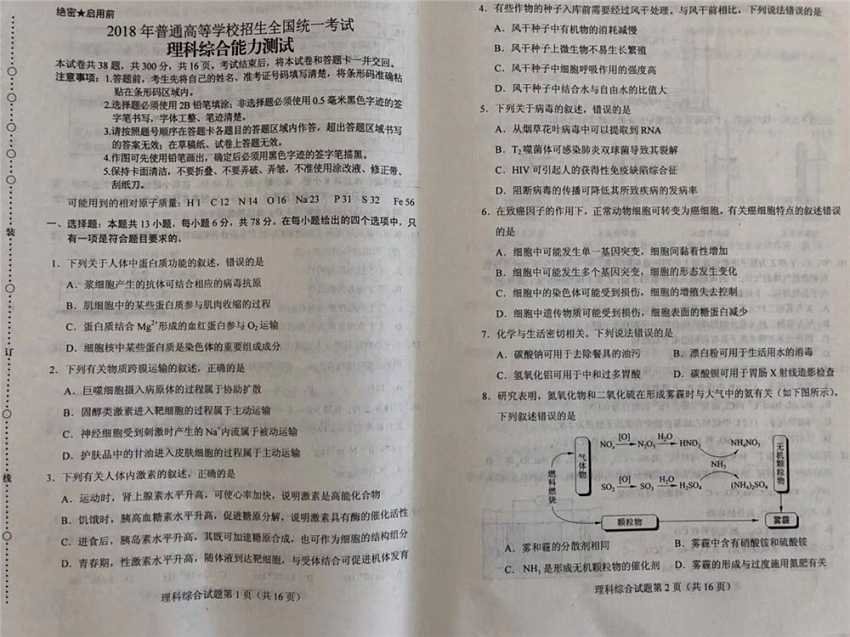 绝密★启用前
2018年普通高等学校招生全国统一考试
理科综合能力测试
本试卷共38题,共300分,共16页。考试结束后,将本试卷和答题卡一并交回。
注意事项:1.答题前,考生先将自己的姓名、准考证号码填写清楚,将条形码准确粘
贴在条形码区域内。
2.选择题必须使用2B铅笔填涂;非选择题必须使用0.5毫米黑色字迹的签
字笔书写,字体工整、笔迹清楚。
3.请按照题号顺序在答题卡各题目的答题区域内作答,超出答题区域书写
的答案无效;在草稿纸、试卷上答题无效。
4.作图可先使用铅笔画出,确定后必须用黑色字迹的签字笔描黑。
5.保持卡面清洁,不要折叠、不要弄破、弄皱,不准使用涂改液、修正带、
刮纸刀。
可能用到的相对原子质量:H 1 C 12 N 14 O 16 Na 23 P 31 S 32 Fe 56
一、选择题:本题共13小题,每小题6分,共78分。在每小题给出的四个选项中,只
有一项是符合题目要求的。
1. 下列关于人体中蛋白质功能的叙述,错误的是
A. 浆细胞产生的抗体可结合相应的病毒抗原
B. 肌细胞中的某些蛋白质参与肌肉收缩的过程
C. 蛋白质结合Mg²⁺形成的血红蛋白参与O₂运输
D. 细胞核中某些蛋白质是染色体的重要组成成分
2. 下列有关物质跨膜运输的叙述,正确的是
A. 巨噬细胞摄入病原体的过程属于协助扩散
B. 固醇类激素进入靶细胞的过程属于主动运输
C. 神经细胞受到刺激时产生的Na⁺内流属于被动运输
D. 护肤品中的甘油进入皮肤细胞的过程属于主动运输
3. 下列有关人体内激素的叙述,正确的是
A. 运动时,肾上腺素水平升高,可使心率加快,说明激素是高能化合物
B. 饥饿时,胰高血糖素水平升高,促进糖原分解,说明激素具有酶的催化活性
C. 进食后,胰岛素水平升高,其既可加速糖原合成,也可作为细胞的结构组分
D. 青春期,性激素水平升高,随体液到达靶细胞,与受体结合可促进机体发育
理科综合试题第1页(共16页)
装
订
线
4. 有些作物的种子入库前需要经过风干处理。与风干前相比,下列说法错误的是
A. 风干种子中有机物的消耗减慢
B. 风干种子上微生物不易生长繁殖
C. 风干种子中细胞呼吸作用的强度高
D. 风干种子中结合水与自由水的比值大
5. 下列关于病毒的叙述,错误的是
A. 从烟草花叶病毒中可以提取到RNA
B. T₂噬菌体可感染肺炎双球菌导致其裂解
C. HIV可引起人的获得性免疫缺陷综合征
D. 阻断病毒的传播可降低其所致疾病的发病率
6. 在致癌因子的作用下,正常动物细胞可转变为癌细胞。有关癌细胞特点的叙述错误
的是
A. 细胞中可能发生单一基因突变,细胞间黏着性增加
B. 细胞中可能发生多个基因突变,细胞的形态发生变化
C. 细胞中的染色体可能受到损伤,细胞的增殖失去控制
D. 细胞中遗传物质可能受到损伤,细胞表面的糖蛋白减少
7. 化学与生活密切相关。下列说法错误的是
A. 碳酸钠可用于去除餐具的油污 B. 漂白粉可用于生活用水的消毒
C. 氢氧化铝可用于中和过多胃酸 D. 碳酸钡可用于胃肠X射线造影检查
8. 研究表明,氮氧化物和二氧化硫在形成雾霾时与大气中的氨有关(如下图所示)。
下列叙述错误的是
燃料燃烧
气体物
NOₓ [O] N₂O₅ H₂O HNO₃ NH₄NO₃
NH₃
SO₂ [O] SO₃ H₂O H₂SO₄ (NH₄)₂SO₄
无机颗粒物
颗粒物 雾霾
A. 雾和霾的分散剂相同 B. 雾霾中含有硝酸铵和硫酸铵
C. NH₃是形成无机颗粒物的催化剂 D. 雾霾的形成与过度施用氮肥有关
理科综合试题第2页(共16页)